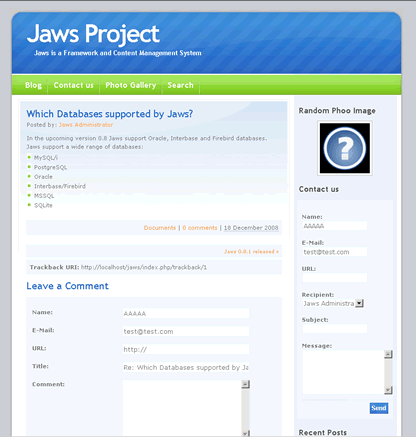 Jaws Project
Jaws is a Framework and Content Management System
Blog
Contact us
Photo Gallery
Search
Which Databases supported by Jaws?
Posted by: Jaws Administrator
In the upcoming version 0.8 Jaws support Oracle, Interbase and Firebird databases.
Jaws support a wide range of databases:
MySQL/i
PostgreSQL
Oracle
Interbase/Firebird
MSSQL
SQLite
Documents | 0 comments | 18 December 2008
Jaws 0.8.1 released »
Trackback URI: http://localhost/jaws/index.php/trackback/1
Leave a Comment
Name: AAAAA
E-Mail: test@test.com
URL: http://
Title: Re: Which Databases supported by Ja
Comment:
Random Phoo Image
?
Contact us
Name:
AAAAA
E-Mail:
test@test.com
URL:
Recipient:
Jaws Administra
Subject:
Message:
Send
Recent Posts